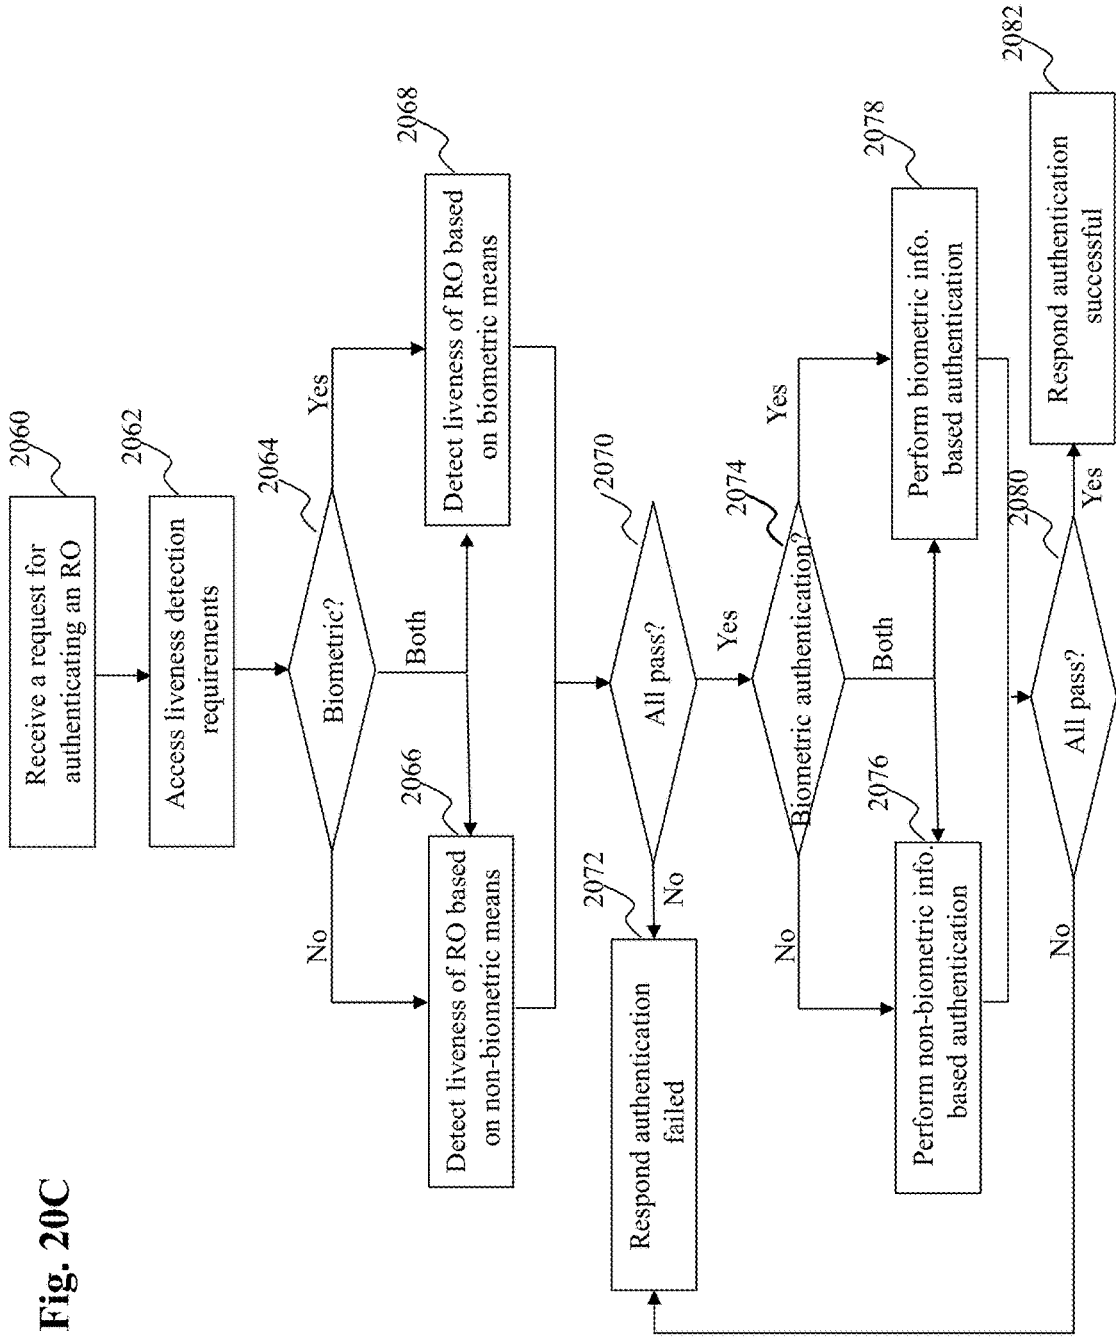 Fig. 20C
2060
Receive a request for
authenticating an RO
2062
Access liveness detection
requirements
2064
Biometric?
No
Yes
Both
2066
Detect liveness of RO based
on non-biometric means
2068
Detect liveness of RO based
on biometric means
2070
All pass?
No
Yes
2072
Respond authentication
failed
2074
Biometric authentication?
No
Yes
Both
2076
Perform non-biometric info.
based authentication
2078
Perform biometric info.
based authentication
2080
All pass?
No
Yes
2082
Respond authentication
successful